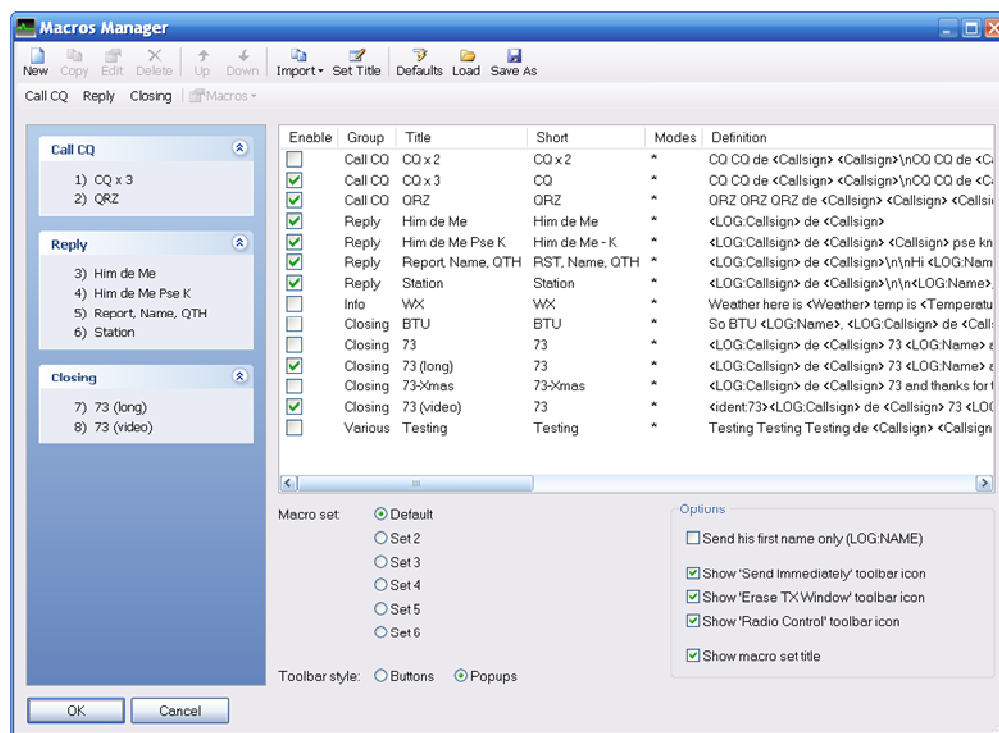 Macros Manager
New Copy Edit Delete Up Down Import Set Title Defaults Load Save As
Call CQ Reply Closing Macros
Call CQ
1) CQ x 3
2) QRZ
Reply
3) Him de Me
4) Him de Me Pse K
5) Report, Name, QTH
6) Station
Closing
7) 73 (long)
8) 73 (video)
Enable Group Title Short Modes Definition
Call CQ CQ x 2 CQ x 2 * CQ CQ de <Callsign> <Callsign>\nCQ CQ de <Ca
Call CQ CQ x 3 CQ * CQ CQ de <Callsign> <Callsign>\nCQ CQ de <Ca
Call CQ QRZ QRZ * QRZ QRZ QRZ de <Callsign> <Callsign> <Callsi
Reply Him de Me Him de Me * <LOG:Callsign> de <Callsign>
Reply Him de Me Pse K Him de Me - K * <LOG:Callsign> de <Callsign> <Callsign> pse kn
Reply Report, Name, QTH RST, Name, QTH * <LOG:Callsign> de <Callsign>\n\nHi <LOG:Nam
Reply Station Station * <LOG:Callsign> de <Callsign>\n\n<LOG:Name>,
Info WX WX * Weather here is <Weather> temp is <Temperatu
Closing BTU BTU * So BTU <LOG:Name>, <LOG:Callsign> de <Call
Closing 73 73 * <LOG:Callsign> de <Callsign> 73 <LOG:Name> a
Closing 73 (long) 73 * <LOG:Callsign> de <Callsign> 73 <LOG:Name> a
Closing 73-Xmas 73-Xmas * <LOG:Callsign> de <Callsign> 73 and thanks for t
Closing 73 (video) 73 * <ident:73><LOG:Callsign> de <Callsign> 73 <LO
Various Testing Testing * Testing Testing Testing de <Callsign> <Callsign
Macro set Default
Set 2
Set 3
Set 4
Set 5
Set 6
Toolbar style: Buttons Popups
Options
Send his first name only (LOG:NAME)
Show 'Send Immediately' toolbar icon
Show 'Erase TX Window' toolbar icon
Show 'Radio Control' toolbar icon
Show macro set title
OK Cancel